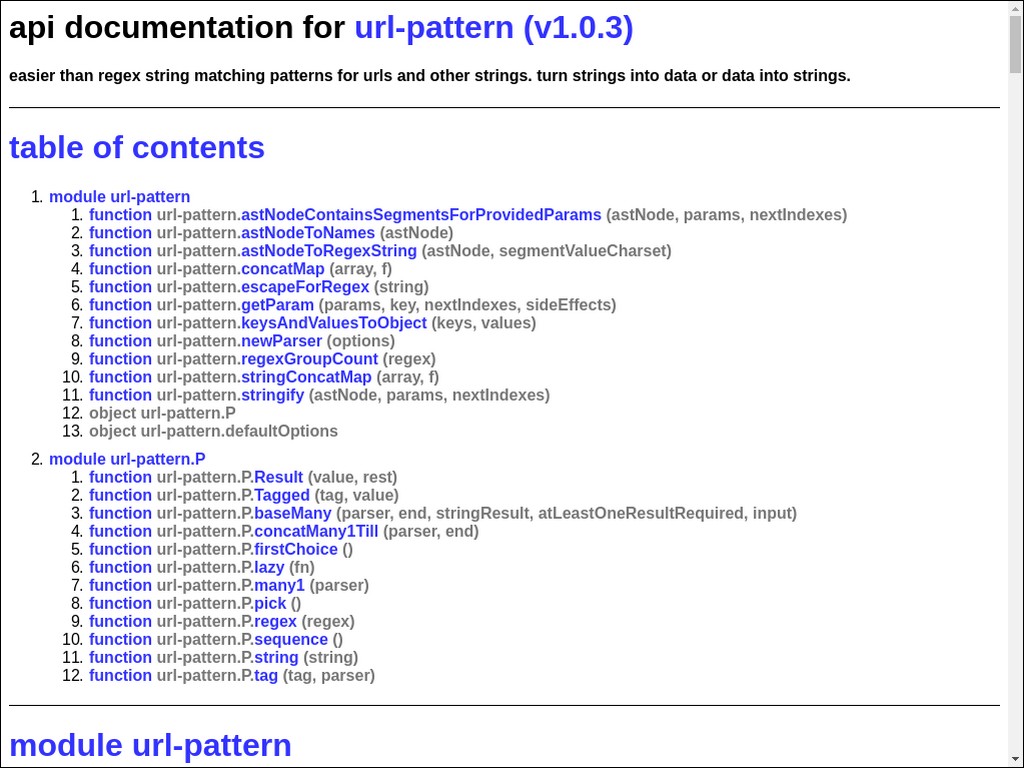 api documentation for url-pattern (v1.0.3)
easier than regex string matching patterns for urls and other strings. turn strings into data or data into strings.
table of contents
1. module url-pattern
1. function url-pattern.astNodeContainsSegmentsForProvidedParams (astNode, params, nextIndexes)
2. function url-pattern.astNodeToNames (astNode)
3. function url-pattern.astNodeToRegexString (astNode, segmentValueCharset)
4. function url-pattern.concatMap (array, f)
5. function url-pattern.escapeForRegex (string)
6. function url-pattern.getParam (params, key, nextIndexes, sideEffects)
7. function url-pattern.keysAndValuesToObject (keys, values)
8. function url-pattern.newParser (options)
9. function url-pattern.regexGroupCount (regex)
10. function url-pattern.stringConcatMap (array, f)
11. function url-pattern.stringify (astNode, params, nextIndexes)
12. object url-pattern.P
13. object url-pattern.defaultOptions
2. module url-pattern.P
1. function url-pattern.P.Result (value, rest)
2. function url-pattern.P.Tagged (tag, value)
3. function url-pattern.P.baseMany (parser, end, stringResult, atLeastOneResultRequired, input)
4. function url-pattern.P.concatMany1Till (parser, end)
5. function url-pattern.P.firstChoice ()
6. function url-pattern.P.lazy (fn)
7. function url-pattern.P.many1 (parser)
8. function url-pattern.P.pick ()
9. function url-pattern.P.regex (regex)
10. function url-pattern.P.sequence ()
11. function url-pattern.P.string (string)
12. function url-pattern.P.tag (tag, parser)
module url-pattern